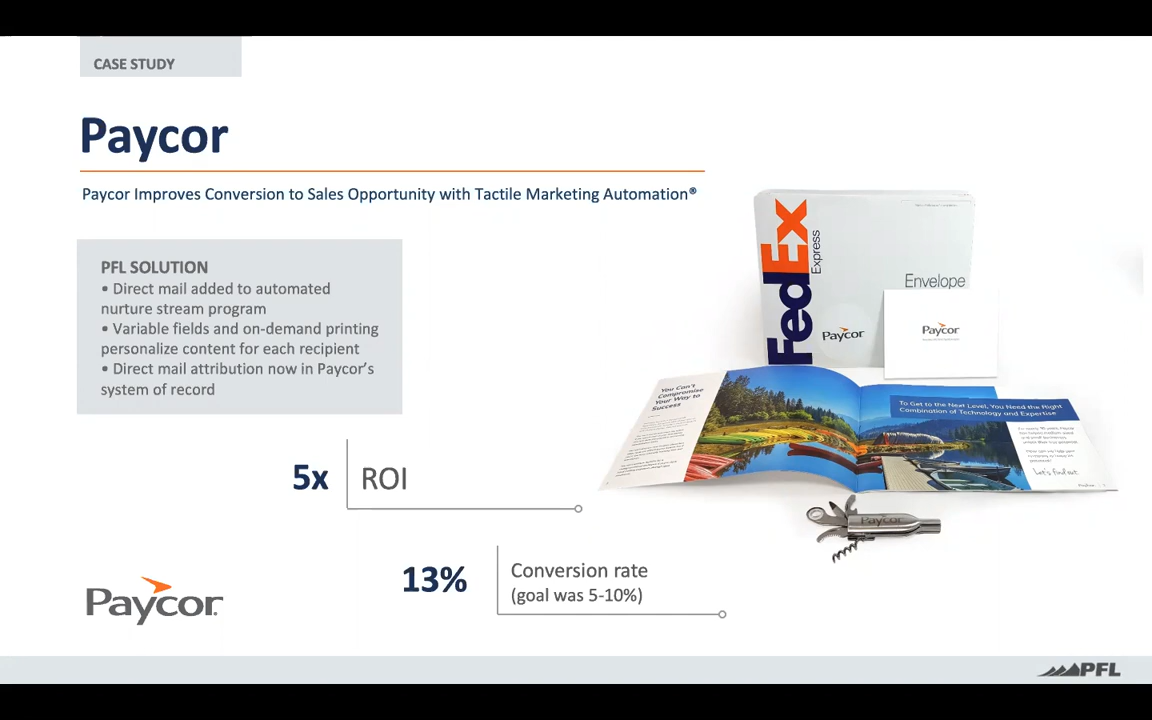 CASE STUDY
Paycor
Paycor Improves Conversion to Sales Opportunity with Tactile Marketing Automation®
PFL SOLUTION
• Direct mail added to automated
nurture stream program
• Variable fields and on-demand printing
personalize content for each recipient
• Direct mail attribution now in Paycor's
system of record
5x
ROI
13%
Conversion rate
(goal was 5-10%)
Paycor
FedEx
Express
Envelope
Paycor
Paycor
You Can't
Compromise
Your Way to
Success
To Get to the Next Level, You Need the Right
Combination of Technology and Expertise
Let's find out
Paycor
PFL